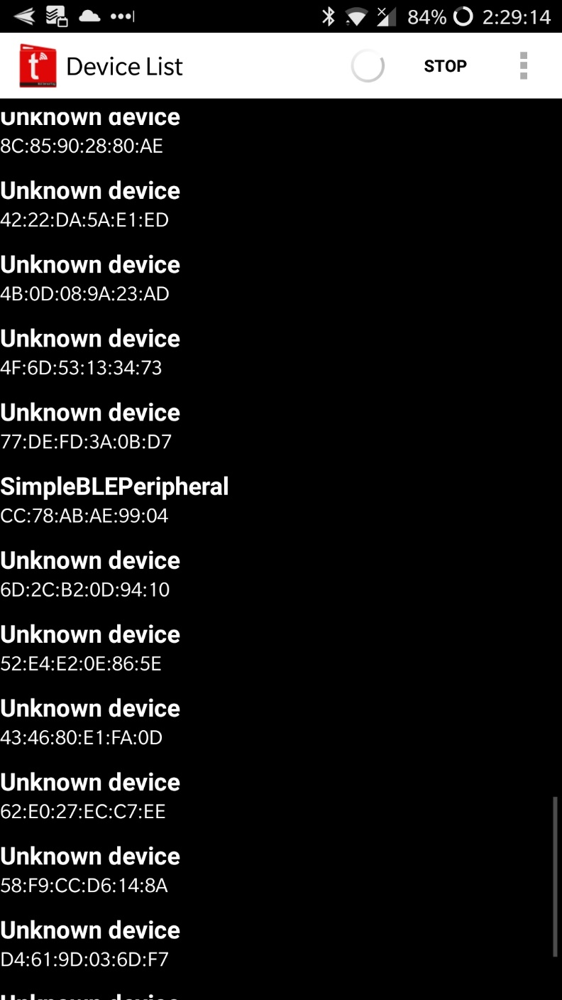 84% 2:29:14
t Device List STOP
Unknown device
8C:85:90:28:80:AE
Unknown device
42:22:DA:5A:E1:ED
Unknown device
4B:0D:08:9A:23:AD
Unknown device
4F:6D:53:13:34:73
Unknown device
77:DE:FD:3A:0B:D7
SimpleBLEPeripheral
CC:78:AB:AE:99:04
Unknown device
6D:2C:B2:0D:94:10
Unknown device
52:E4:E2:0E:86:5E
Unknown device
43:46:80:E1:FA:0D
Unknown device
62:E0:27:EC:C7:EE
Unknown device
58:F9:CC:D6:14:8A
Unknown device
D4:61:9D:03:6D:F7
Unknown device